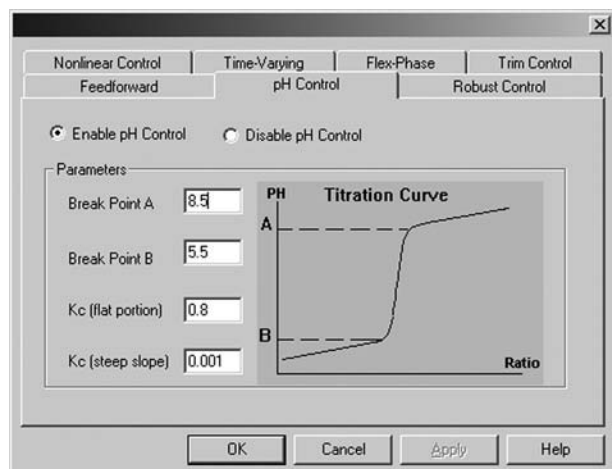 Nonlinear Control Time-Varying Flex-Phase Trim Control
Feedforward pH Control Robust Control
Enable pH Control Disable pH Control
Parameters
Break Point A 8.5
Break Point B 5.5
Kc (flat portion) 0.8
Kc (steep slope) 0.001
PH Titration Curve
A
B
Ratio
OK Cancel Apply Help